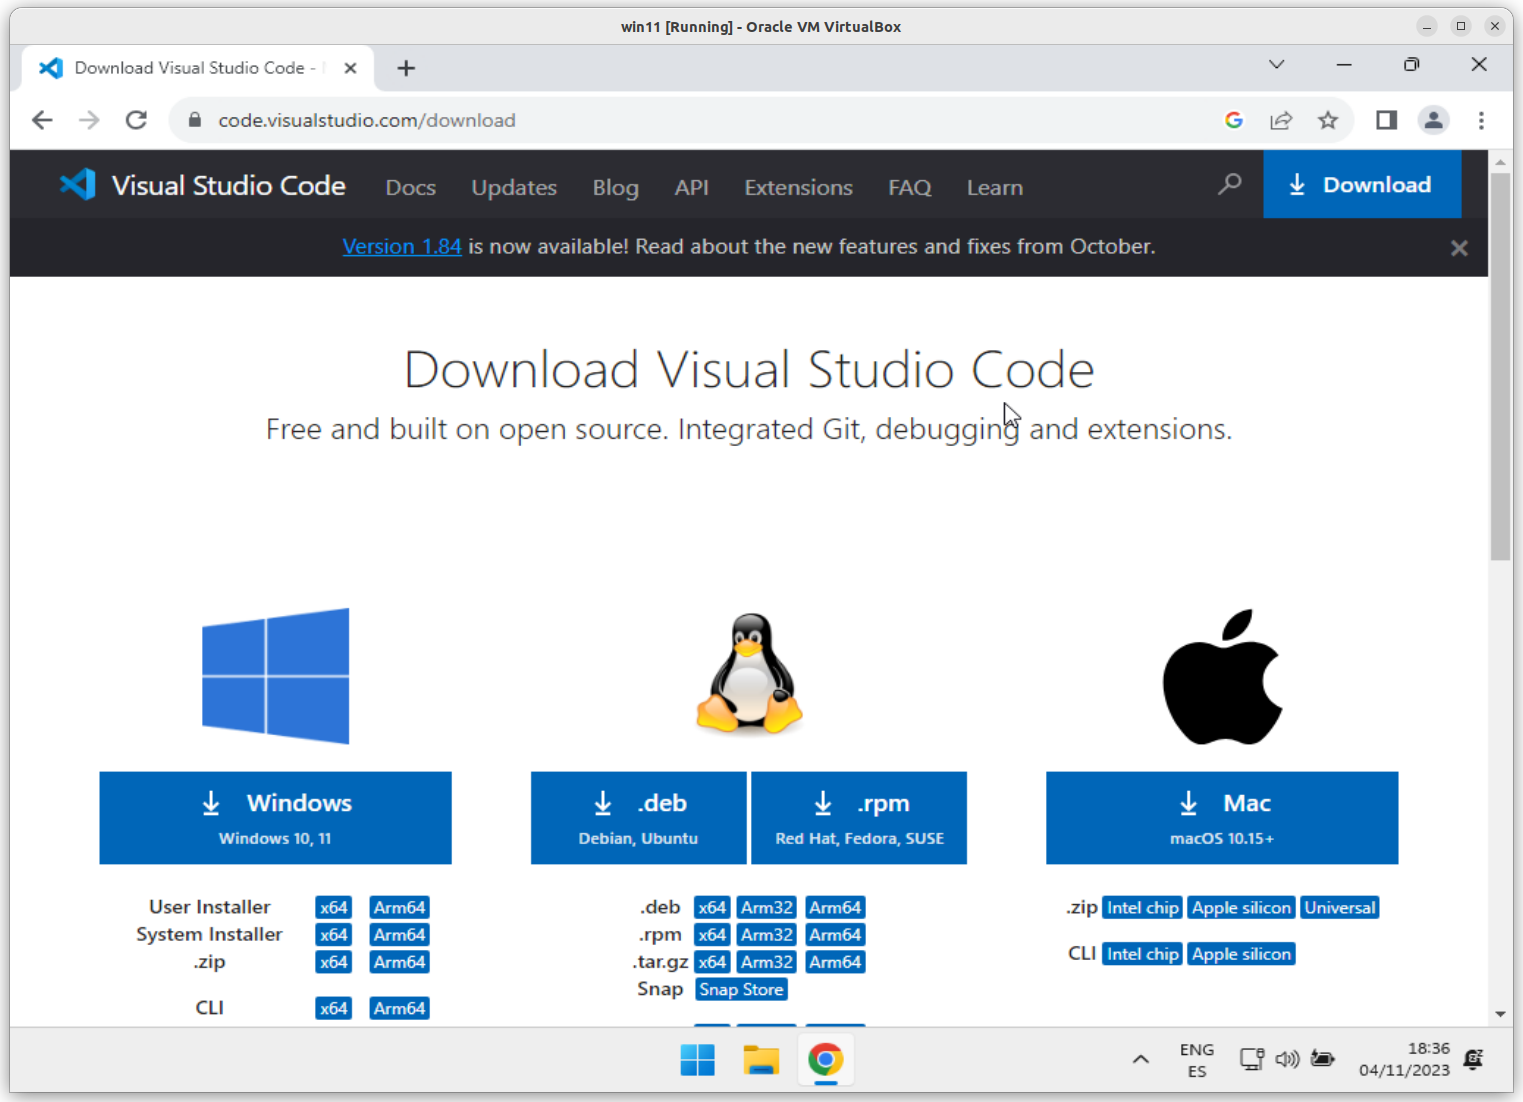 win11 [Running] - Oracle VM VirtualBox
Download Visual Studio Code -
code.visualstudio.com/download
Visual Studio Code Docs Updates Blog API Extensions FAQ Learn Download
Version 1.84 is now available! Read about the new features and fixes from October.
Download Visual Studio Code
Free and built on open source. Integrated Git, debugging and extensions.
Windows
Windows 10, 11
User Installer x64 Arm64
System Installer x64 Arm64
.zip x64 Arm64
CLI x64 Arm64
.deb
Debian, Ubuntu
.rpm
Red Hat, Fedora, SUSE
.deb x64 Arm32 Arm64
.rpm x64 Arm32 Arm64
.tar.gz x64 Arm32 Arm64
Snap Snap Store
Mac
macOS 10.15+
.zip Intel chip Apple silicon Universal
CLI Intel chip Apple silicon
ENG
ES
18:36
04/11/2023